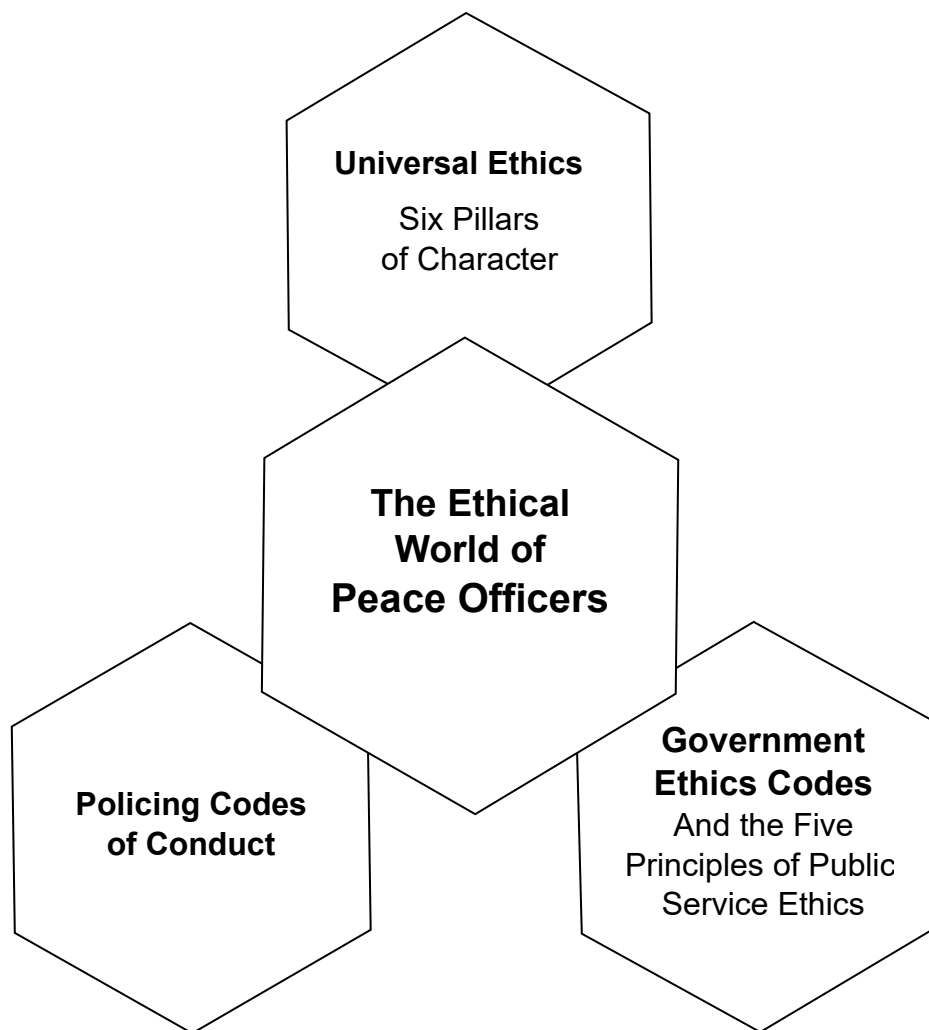 Universal Ethics
Six Pillars
of Character
The Ethical
World of
Peace Officers
Policing Codes
of Conduct
Government
Ethics Codes
And the Five
Principles of Public
Service Ethics